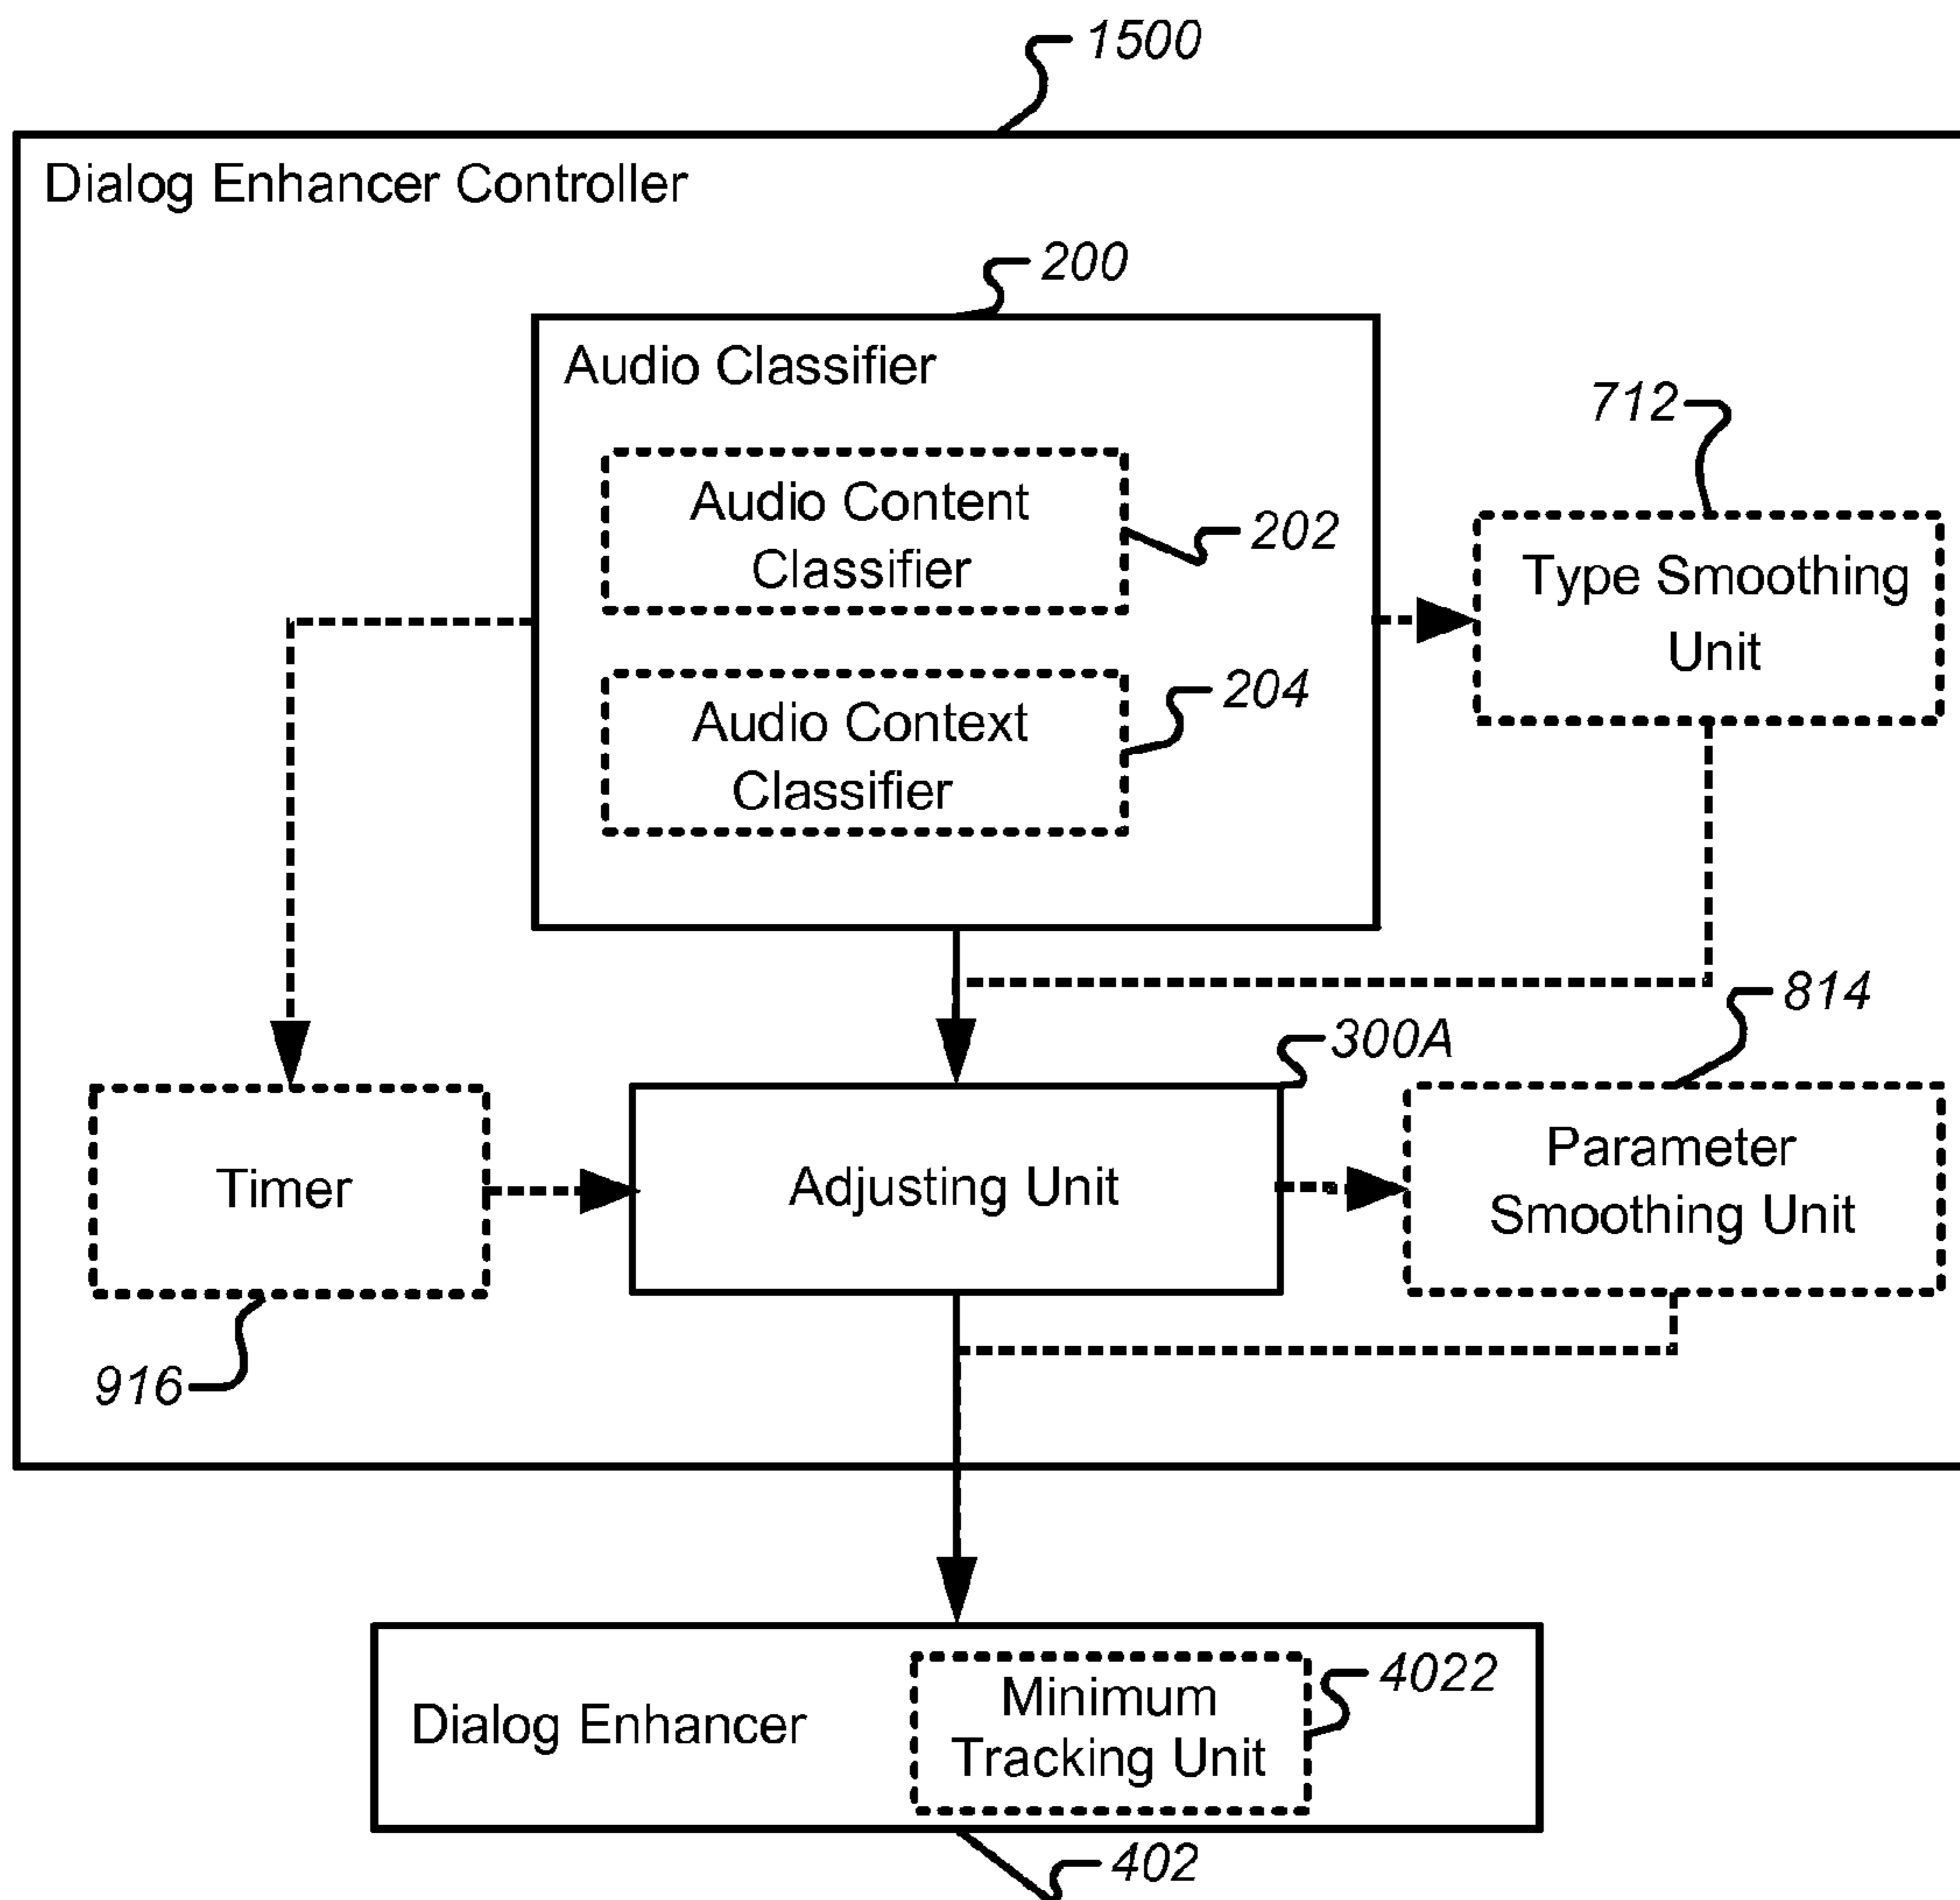 1500
Dialog Enhancer Controller
200
Audio Classifier
712
Audio Content
Classifier
202
Type Smoothing
Unit
204
Audio Context
Classifier
814
300A
Timer
Adjusting Unit
Parameter
Smoothing Unit
916
Dialog Enhancer
Minimum
Tracking Unit
4022
402